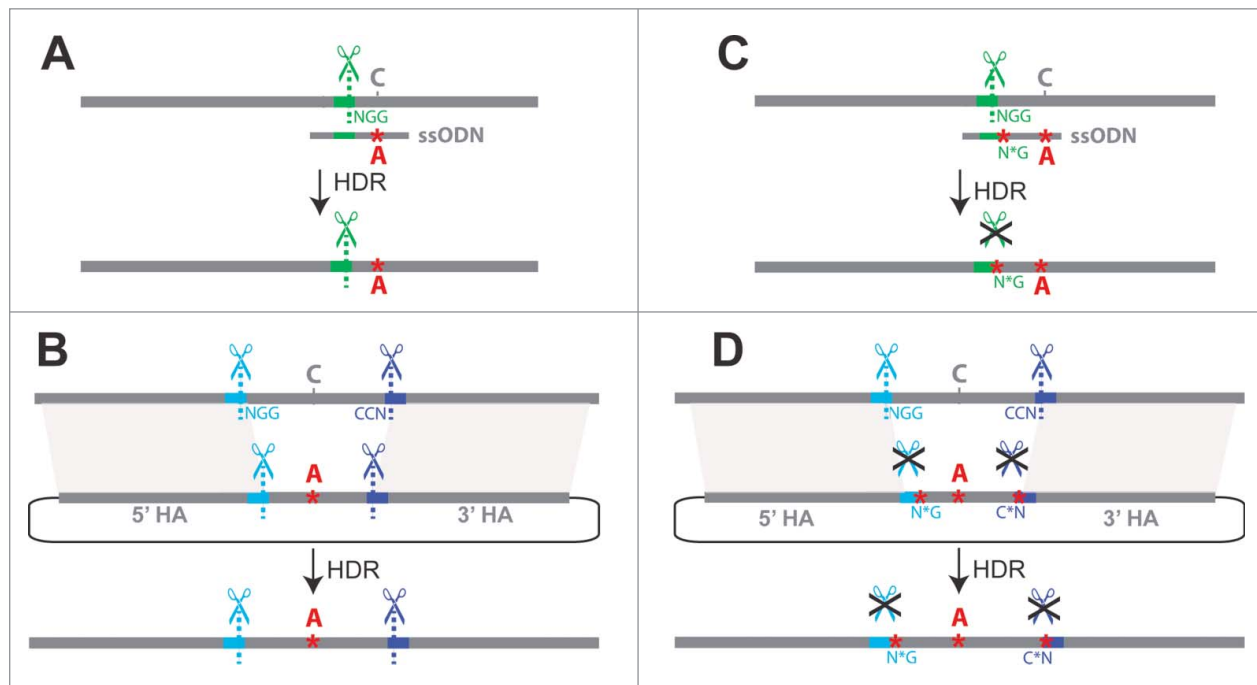 A
C
NGG
ssODN
*
A
HDR
*
A
C
C
NGG
ssODN
* *
N*G
A
HDR
* *
N*G
A
B
C
NGG
CCN
A
*
5' HA
3' HA
HDR
A
*
D
C
NGG
CCN
A
* * *
N*G
C*N
5' HA
3' HA
HDR
A
* * *
N*G
C*N